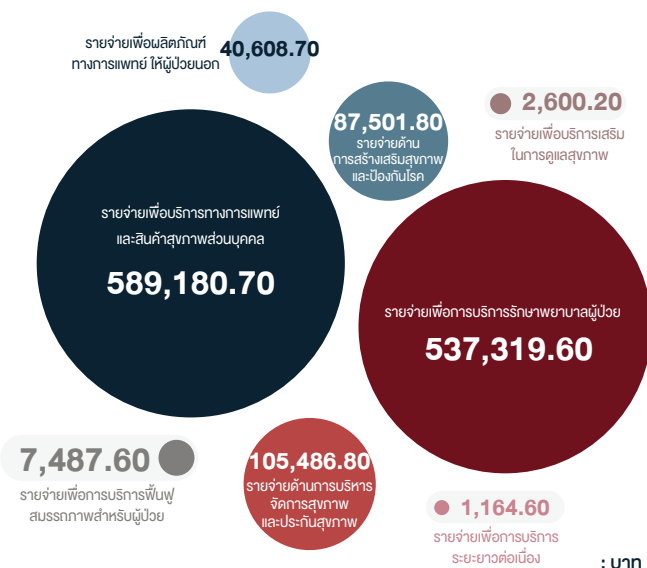 รายจ่ายเพื่อผลิตภัณฑ์
ทางการแพทย์ ให้ผู้ป่วยนอก
40,608.70
87,501.80
รายจ่ายด้าน
การสร้างเสริมสุขภาพ
และป้องกันโรค
2,600.20
รายจ่ายเพื่อบริการเสริม
ในการดูแลสุขภาพ
รายจ่ายเพื่อบริการทางการแพทย์
และสินค้าสุขภาพส่วนบุคคล
589,180.70
รายจ่ายเพื่อการบริการรักษาพยาบาลผู้ป่วย
537,319.60
7,487.60
รายจ่ายเพื่อการบริการฟื้นฟู
สมรรถภาพสำหรับผู้ป่วย
105,486.80
รายจ่ายด้านการบริหาร
จัดการสุขภาพ
และประกันสุขภาพ
1,164.60
รายจ่ายเพื่อการบริการ
ระยะยาวต่อเนื่อง
: บาท